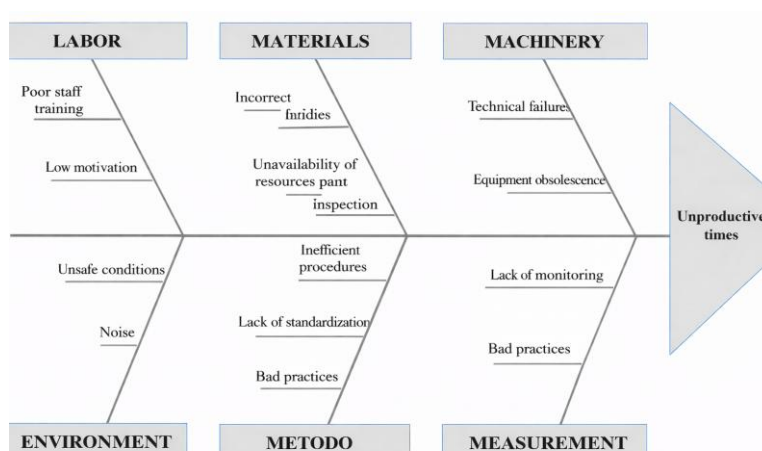 LABOR
MATERIALS
MACHINERY
Poor staff
training
Low motivation
Incorrect
fnridies
Unavailability of
resources pant
inspection
Technical failures
Equipment obsolescence
Unproductive
times
Unsafe conditions
Noise
Inefficient
procedures
Lack of standardization
Bad practices
Lack of monitoring
Bad practices
ENVIRONMENT
METODO
MEASUREMENT